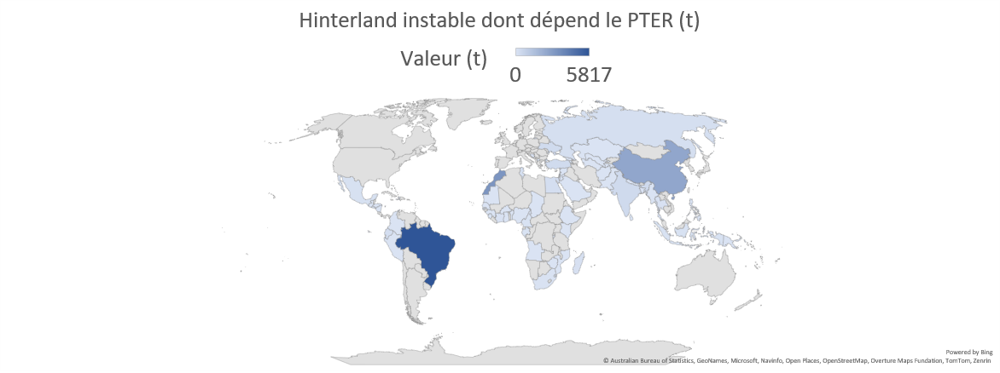 Hinterland instable dont dépend le PTER (t)
Valeur (t)
0 5817
Powered by Bing
© Australian Bureau of Statistics, GeoNames, Microsoft, Navinfo, Open Places, OpenStreetMap, Overture Maps Fundation, TomTom, Zenrin